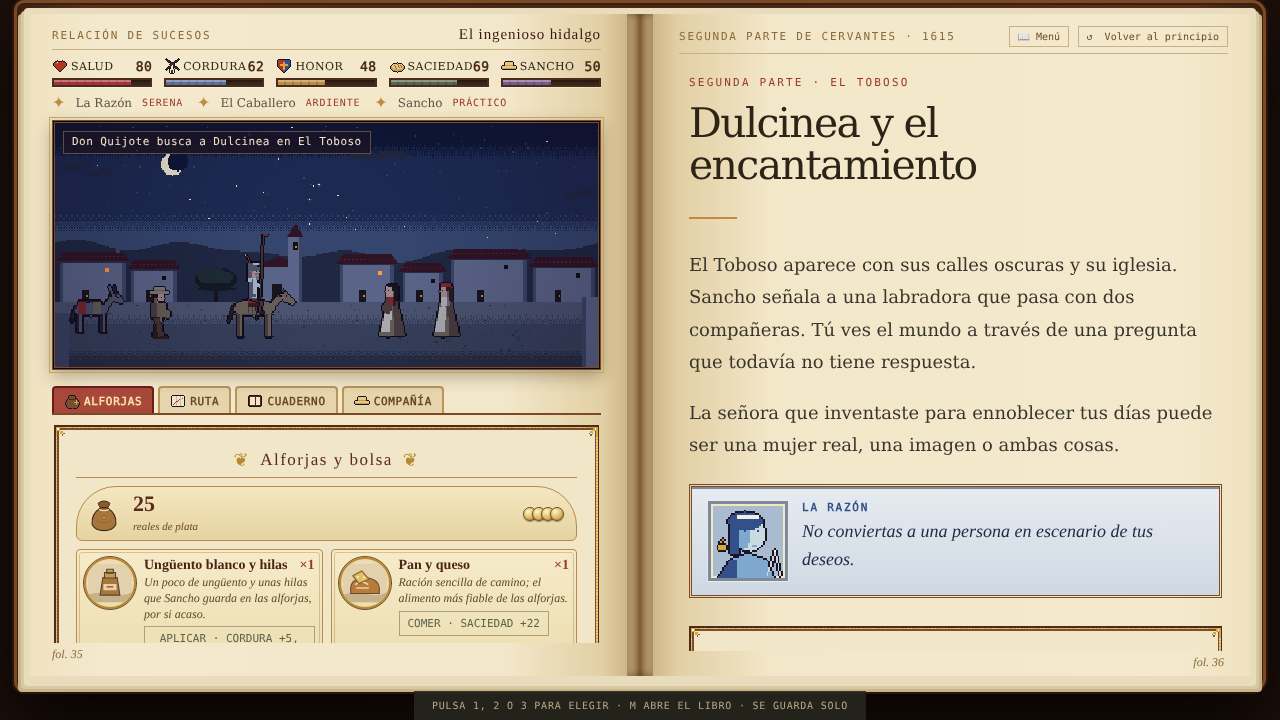 RELACIÓN DE SUCESOS
El ingenioso hidalgo
SALUD 80
CORDURA 62
HONOR 48
SACIEDAD 69
SANCHO 50
La Razón SERENA
El Caballero ARDIENTE
Sancho PRÁCTICO
Don Quijote busca a Dulcinea en El Toboso
ALFORJAS
RUTA
CUADERNO
COMPAÑÍA
Alforjas y bolsa
25
reales de plata
Ungüento blanco y hilas ×1
Un poco de ungüento y unas hilas
que Sancho guarda en las alforjas,
por si acaso.
APLICAR · CORDURA +5,
Pan y queso ×1
Ración sencilla de camino; el
alimento más fiable de las alforjas.
COMER · SACIEDAD +22
fol. 35
SEGUNDA PARTE DE CERVANTES · 1615
Menú
↺ Volver al principio
SEGUNDA PARTE · EL TOBOSO
Dulcinea y el
encantamiento
El Toboso aparece con sus calles oscuras y su iglesia.
Sancho señala a una labradora que pasa con dos
compañeras. Tú ves el mundo a través de una pregunta
que todavía no tiene respuesta.
La señora que inventaste para ennoblecer tus días puede
ser una mujer real, una imagen o ambas cosas.
LA RAZÓN
No conviertas a una persona en escenario de tus
deseos.
fol. 36
PULSA 1, 2 O 3 PARA ELEGIR · M ABRE EL LIBRO · SE GUARDA SOLO